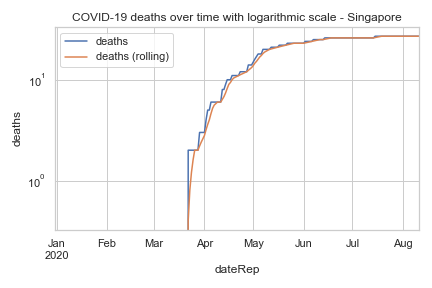 COVID-19 deaths over time with logarithmic scale - Singapore
deaths
deaths (rolling)
10¹
10⁰
deaths
Jan Feb Mar Apr May Jun Jul Aug
2020
dateRep